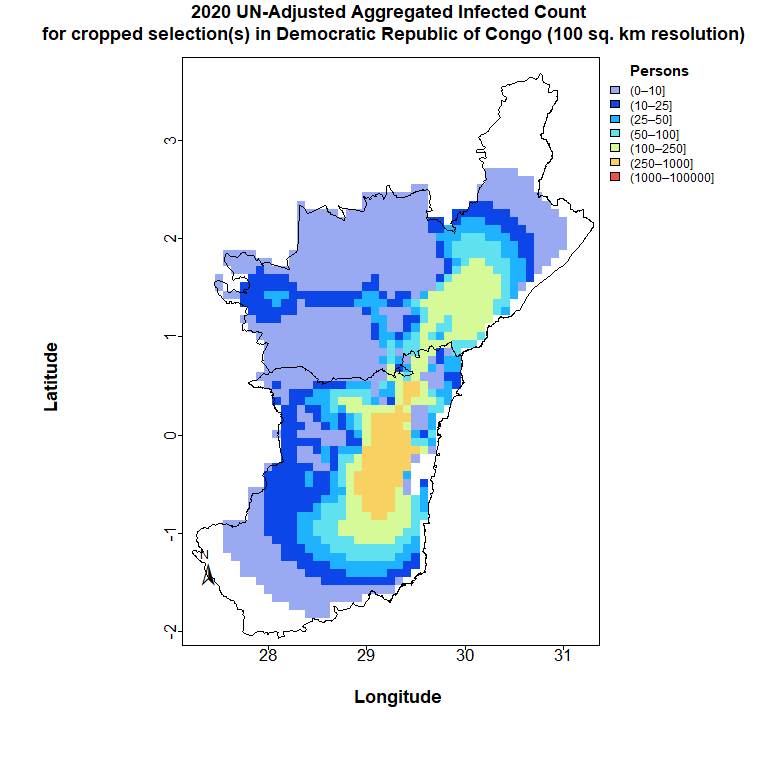 2020 UN-Adjusted Aggregated Infected Count
for cropped selection(s) in Democratic Republic of Congo (100 sq. km resolution)
Persons
(0–10]
(10–25]
(25–50]
(50–100]
(100–250]
(250–1000]
(1000–100000]
Latitude
3
2
1
0
-1
-2
N
28 29 30 31
Longitude